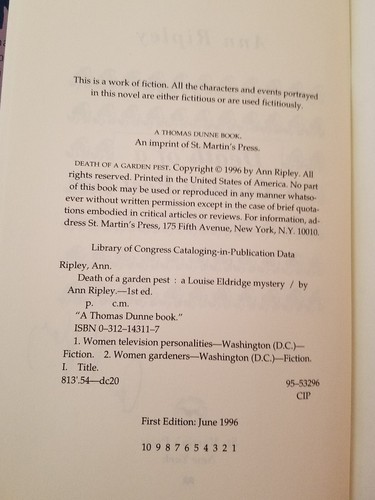 This is a work of fiction. All the characters and events portrayed
in this novel are either fictitious or are used fictitiously.
A THOMAS DUNNE BOOK.
An imprint of St. Martin's Press.
DEATH OF A GARDEN PEST. Copyright © 1996 by Ann Ripley. All
rights reserved. Printed in the United States of America. No part
of this book may be used or reproduced in any manner whatso-
ever without written permission except in the case of brief quota-
tions embodied in critical articles or reviews. For information, ad-
dress St. Martin's Press, 175 Fifth Avenue, New York, N.Y. 10010.
Library of Congress Cataloging-in-Publication Data
Ripley, Ann.
Death of a garden pest : a Louise Eldridge mystery / by
Ann Ripley.—1st ed.
p. c.m.
"A Thomas Dunne book."
ISBN 0-312-14311-7
1. Women television personalities—Washington (D.C.)—
Fiction. 2. Women gardeners—Washington (D.C.)—Fiction.
I. Title.
813'.54—dc20 95-53296
CIP
First Edition: June 1996
10 9 8 7 6 5 4 3 2 1